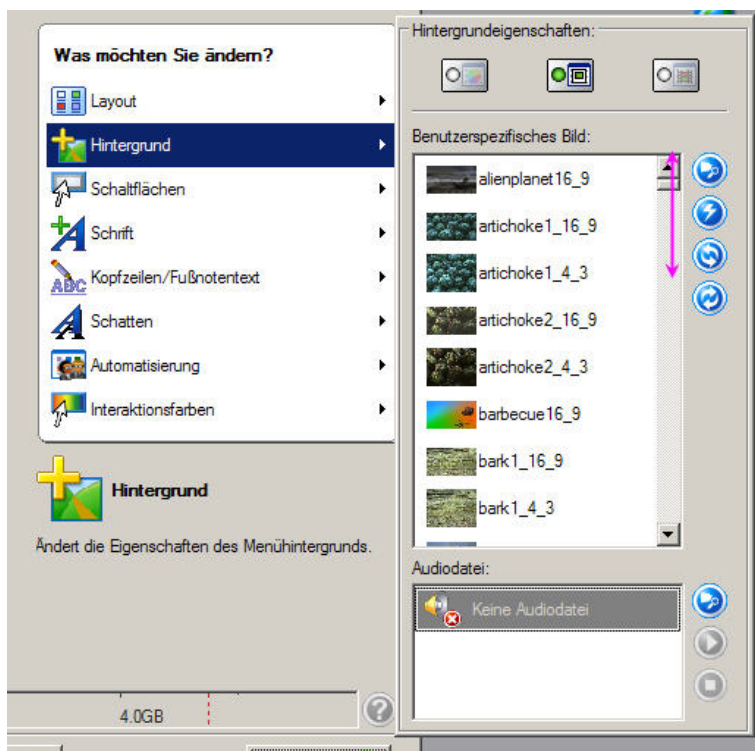 Was möchten Sie ändern?
Layout
Hintergrund
Schaltflächen
Schrift
Kopfzeilen/Fußnotentext
ABC
Schatten
Automatisierung
Interaktionsfarben
Hintergrund
Ändert die Eigenschaften des Menühintergrunds.
4.0GB
Hintergrundeigenschaften:
Benutzerspezifisches Bild:
alienplanet16_9
artichoke1_16_9
artichoke1_4_3
artichoke2_16_9
artichoke2_4_3
barbecue16_9
bark1_16_9
bark1_4_3
Audiodatei:
Keine Audiodatei